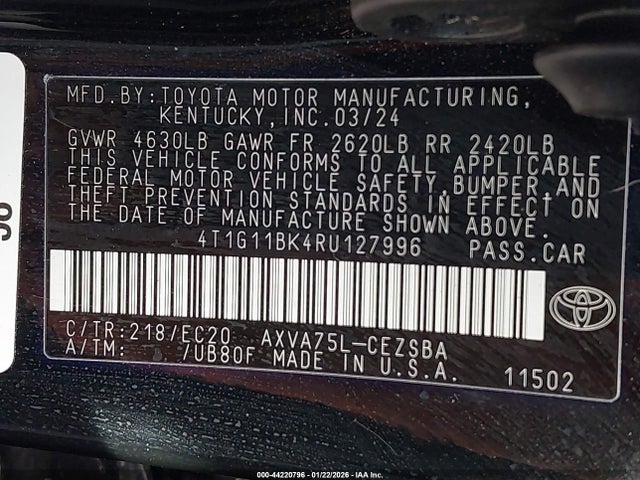 MFD.BY:TOYOTA MOTOR MANUFACTURING,
KENTUCKY,INC.03/24
GVWR 4630LB GAWR FR 2620LB RR 2420LB
THIS VEHICLE CONFORMS TO ALL APPLICABLE
FEDERAL MOTOR VEHICLE SAFETY,BUMPER,AND
THEFT PREVENTION STANDARDS IN EFFECT ON
THE DATE OF MANUFACTURE SHOWN ABOVE.
4T1G11BK4RU127996 PASS.CAR
C/TR:218/EC20 AXVA75L-CEZSBA
A/TM: /UB80F MADE IN U.S.A.
11502
000-44220796 - 01/22/2026 - IAA Inc.